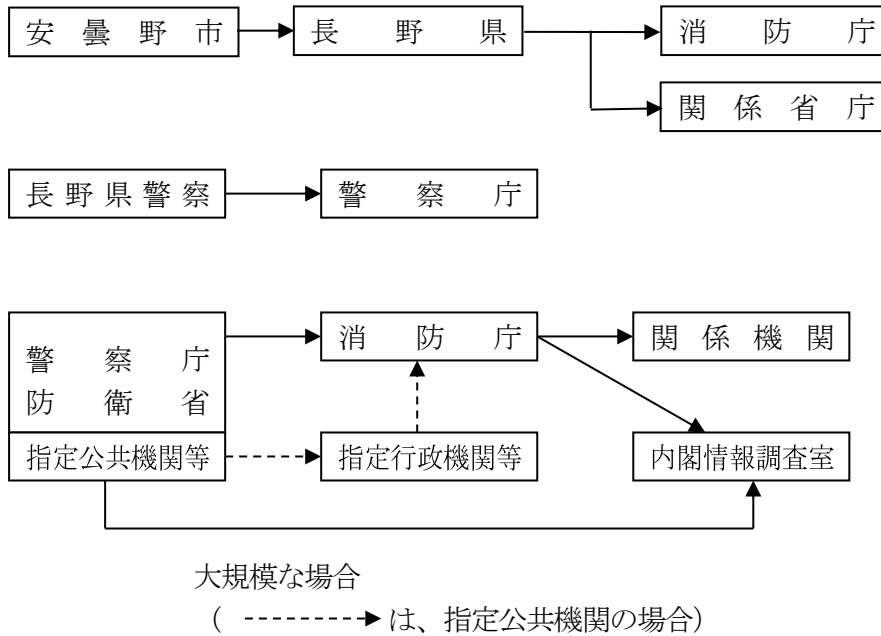 安曇野市 長野県 消防庁
関係省庁
長野県警察 警察庁
警察庁 消防庁 関係機関
防衛省
指定公共機関等 指定行政機関等 内閣情報調査室
大規模な場合
( は、指定公共機関の場合)